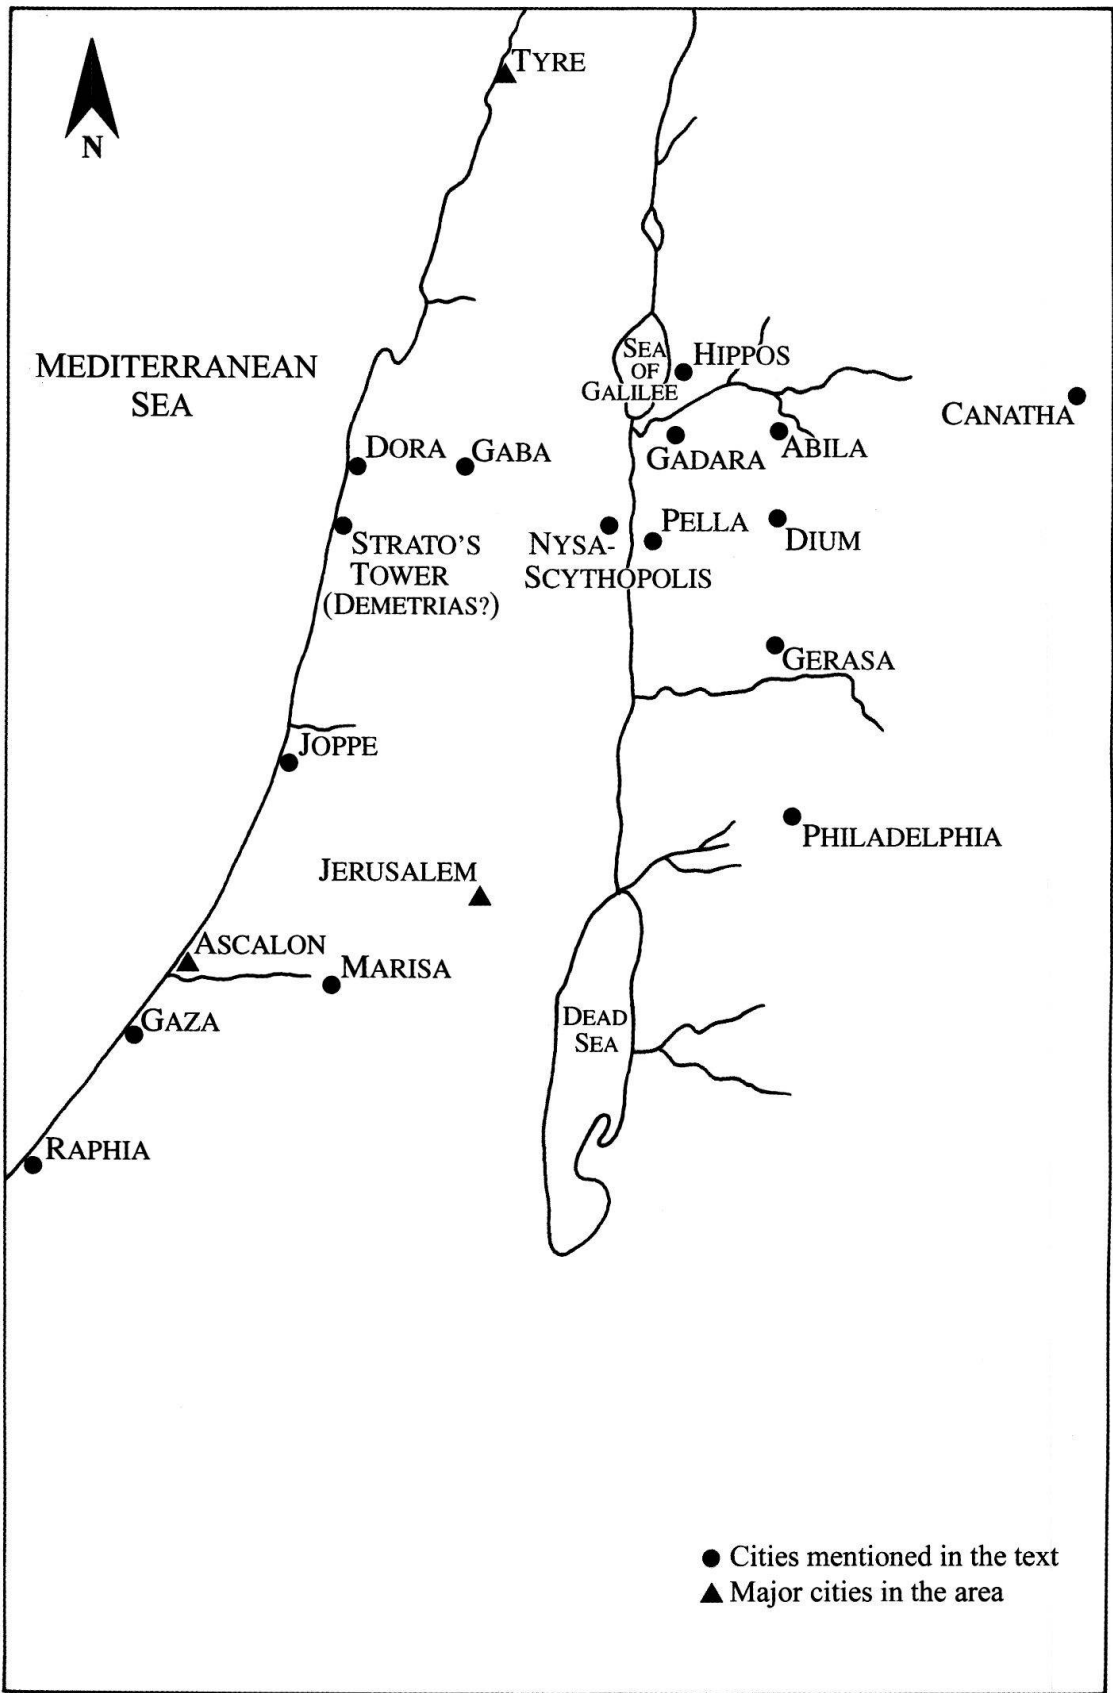 TYRE
N
MEDITERRANEAN
SEA
SEA
OF
GALILEE
HIPPOS
CANATHA
DORA
GABA
GADARA
ABILA
STRATO'S
TOWER
(DEMETRIAS?)
NYSA-
SCYTHOPOLIS
PELLA
DIUM
GERASA
JOPPE
PHILADELPHIA
JERUSALEM
ASCALON
MARISA
GAZA
DEAD
SEA
RAPHIA
Cities mentioned in the text
Major cities in the area